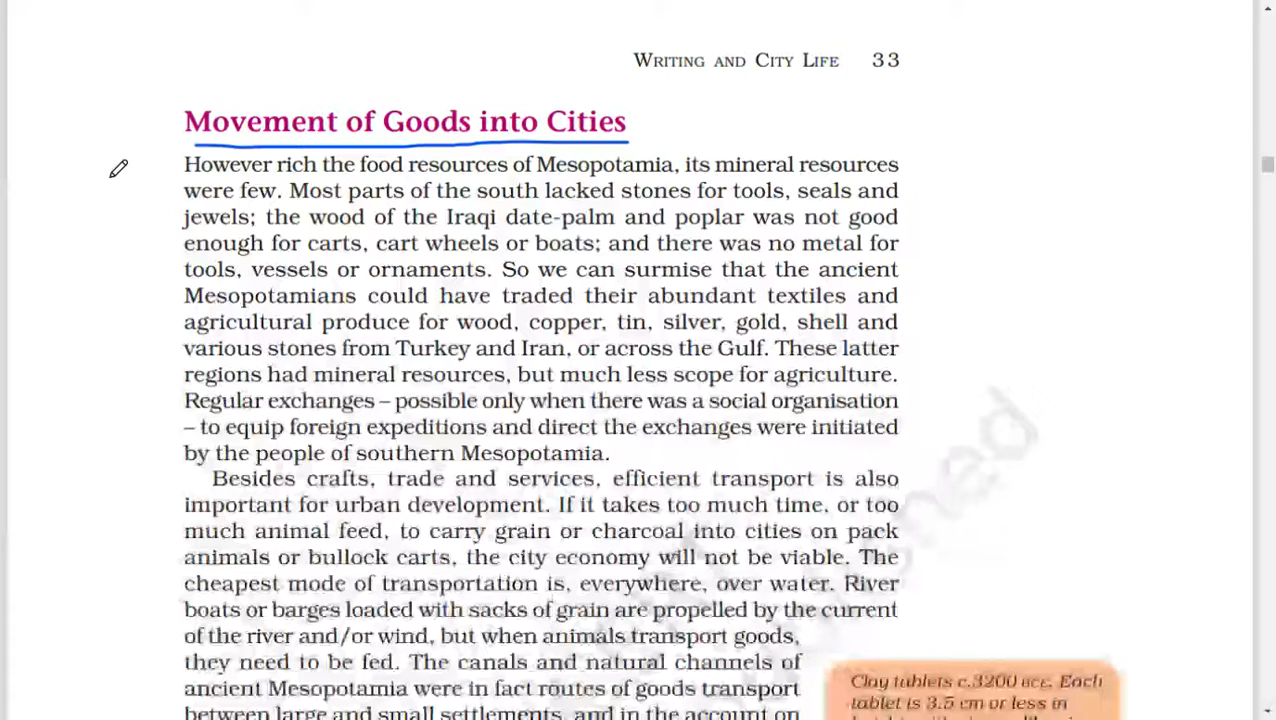 WRITING AND CITY LIFE 33
Movement of Goods into Cities
However rich the food resources of Mesopotamia, its mineral resources
were few. Most parts of the south lacked stones for tools, seals and
jewels; the wood of the Iraqi date-palm and poplar was not good
enough for carts, cart wheels or boats; and there was no metal for
tools, vessels or ornaments. So we can surmise that the ancient
Mesopotamians could have traded their abundant textiles and
agricultural produce for wood, copper, tin, silver, gold, shell and
various stones from Turkey and Iran, or across the Gulf. These latter
regions had mineral resources, but much less scope for agriculture.
Regular exchanges – possible only when there was a social organisation
– to equip foreign expeditions and direct the exchanges were initiated
by the people of southern Mesopotamia.
Besides crafts, trade and services, efficient transport is also
important for urban development. If it takes too much time, or too
much animal feed, to carry grain or charcoal into cities on pack
animals or bullock carts, the city economy will not be viable. The
cheapest mode of transportation is, everywhere, over water. River
boats or barges loaded with sacks of grain are propelled by the current
of the river and/or wind, but when animals transport goods,
they need to be fed. The canals and natural channels of
ancient Mesopotamia were in fact routes of goods transport
between large and small settlements, and in the account on
Clay tablets c.3200 BCE. Each
tablet is 3.5 cm or less in